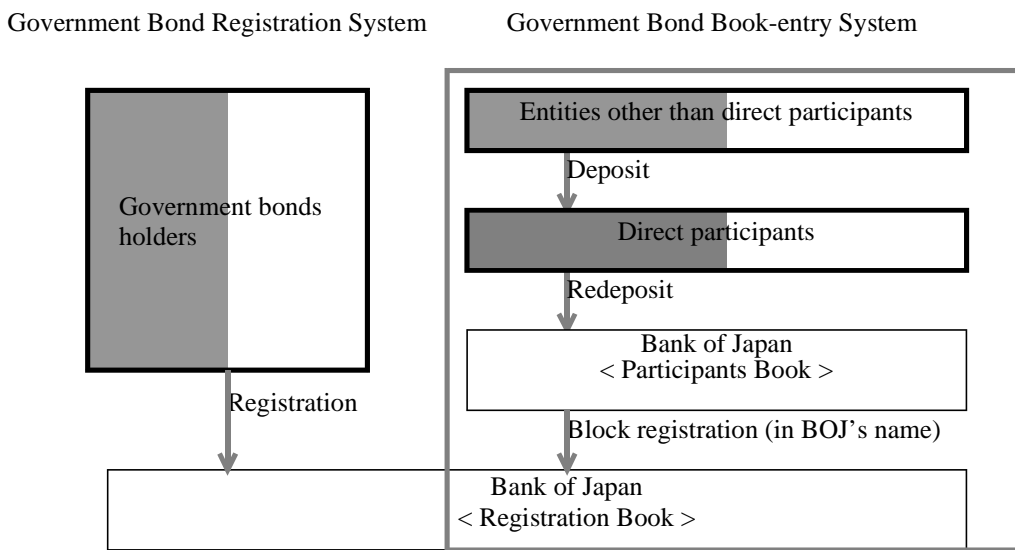 Government Bond Registration System
Government Bond Book-entry System
Entities other than direct participants
Deposit
Government bonds
holders
Direct participants
Redeposit
Bank of Japan
< Participants Book >
Registration
Block registration (in BOJ’s name)
Bank of Japan
< Registration Book >